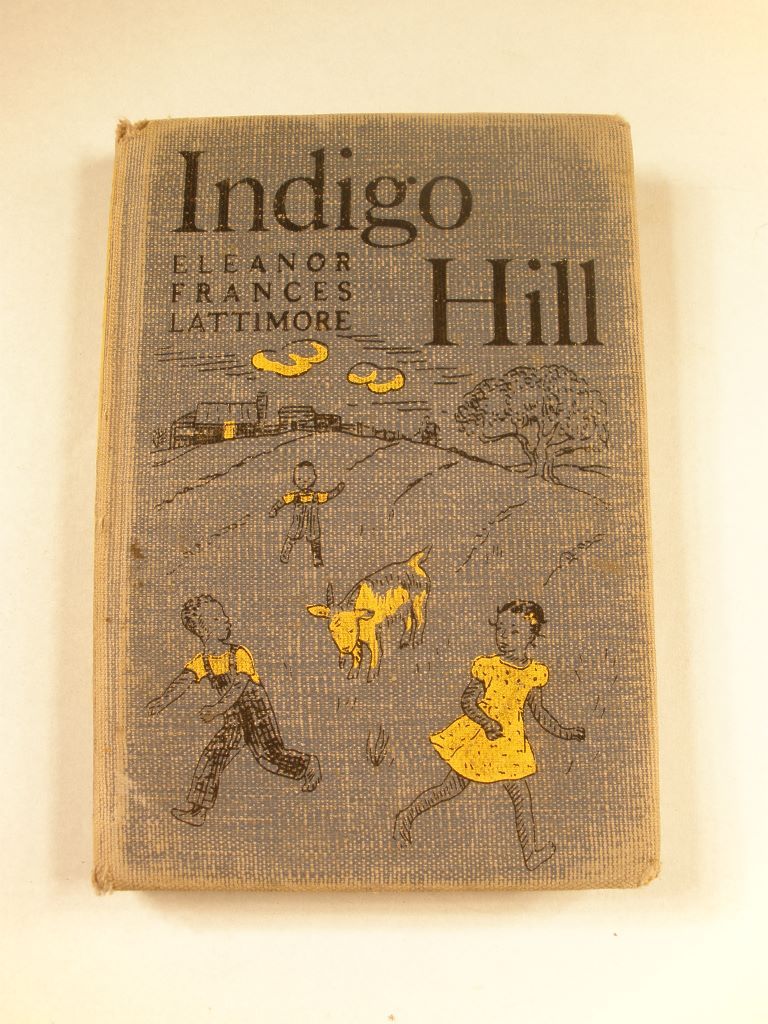 Indigo
ELEANOR
FRANCES
LATTIMORE
Hill